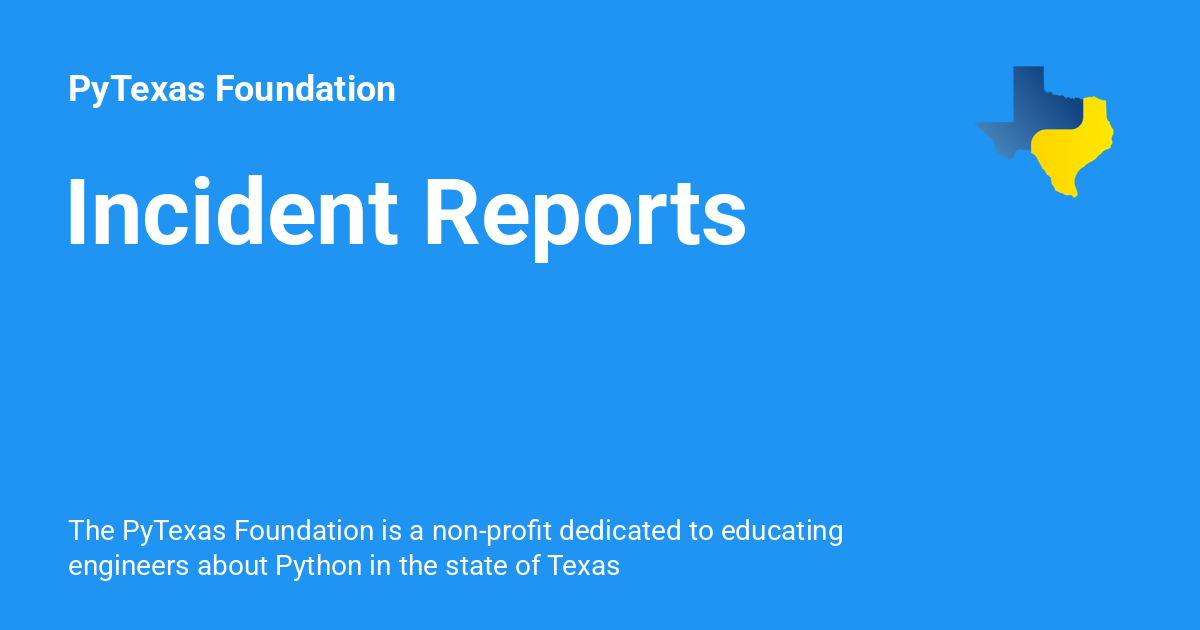 PyTexas Foundation
Incident Reports
The PyTexas Foundation is a non-profit dedicated to educating
engineers about Python in the state of Texas